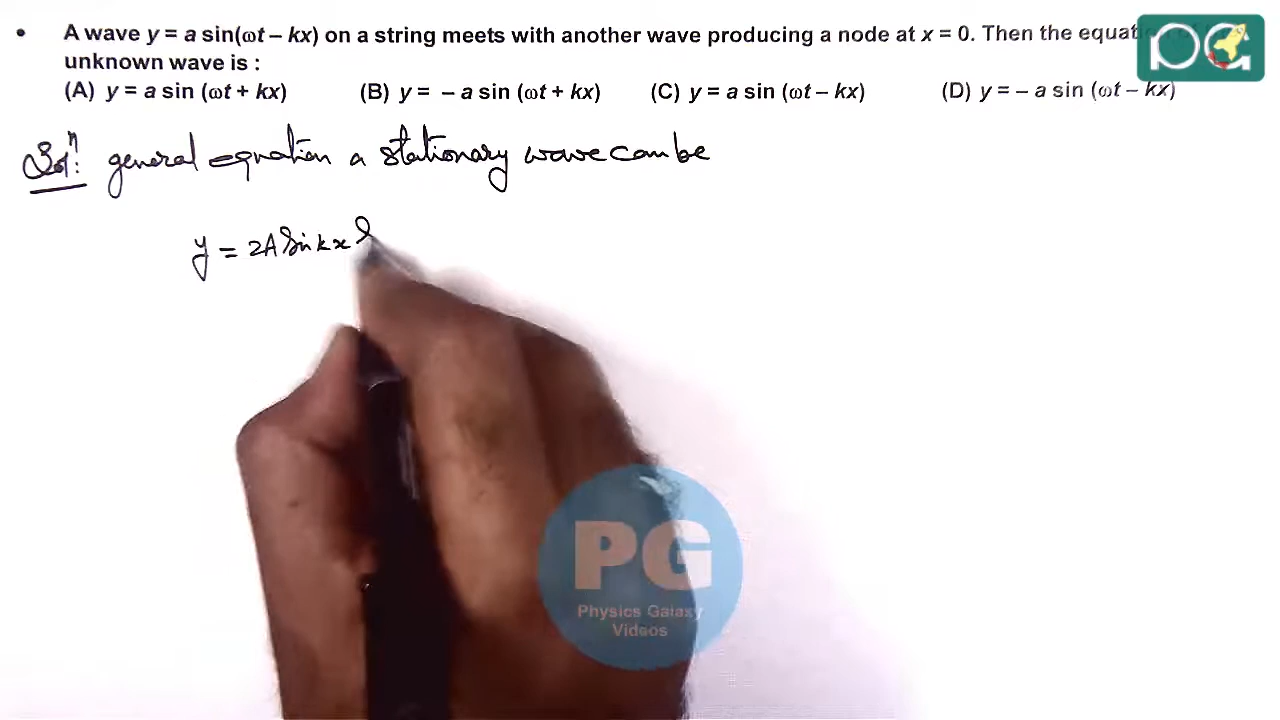 • A wave y = a sin(ωt – kx) on a string meets with another wave producing a node at x = 0. Then the equation
unknown wave is :
(A) y = a sin (ωt + kx) (B) y = – a sin (ωt + kx) (C) y = a sin (ωt – kx) (D) y = – a sin (ωt – kx)
Solⁿ: general equation a stationary wave can be
y = 2A sin kx
PG
PG
Physics Galaxy
Videos